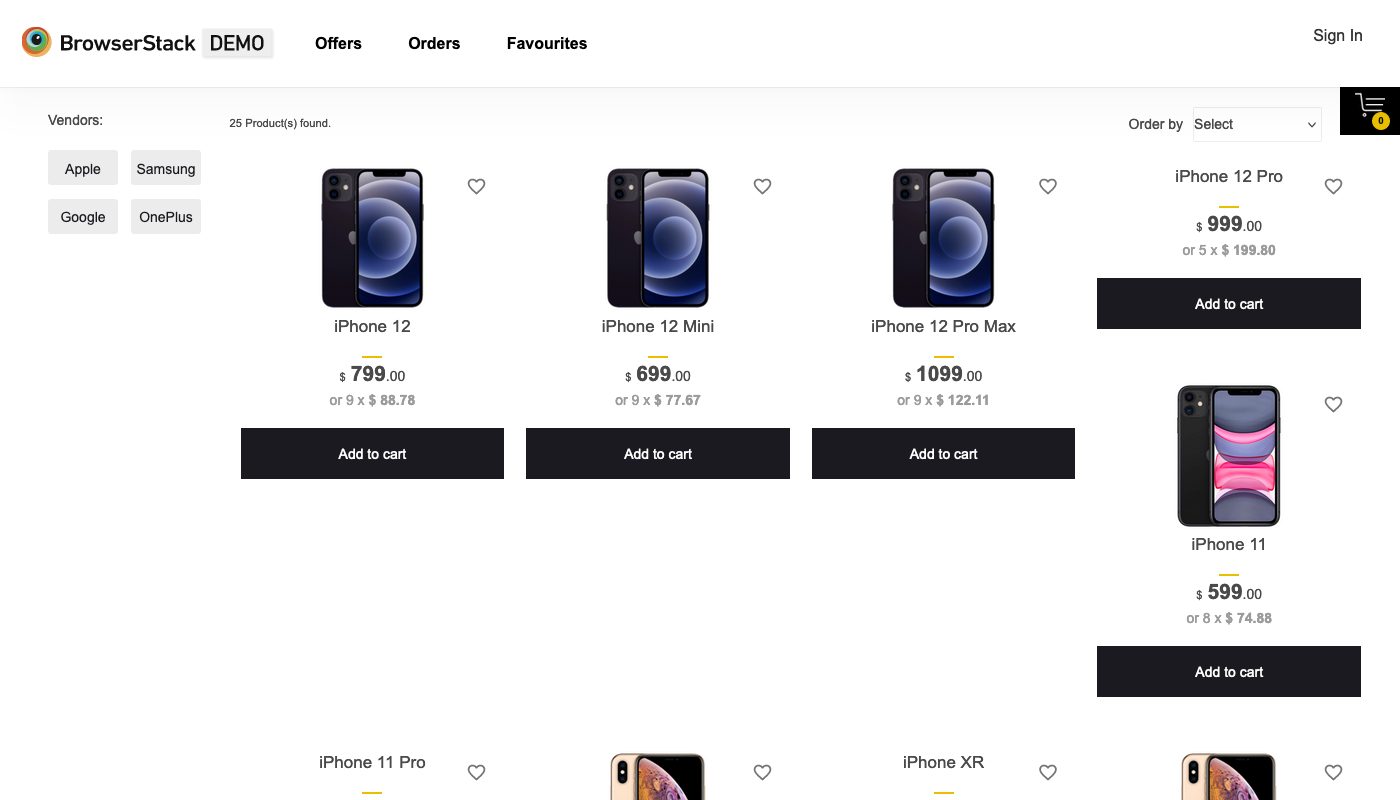 BrowserStack DEMO
Offers
Orders
Favourites
Sign In
0
Vendors:
Apple
Samsung
Google
OnePlus
25 Product(s) found.
Order by
Select
iPhone 12
$ 799.00
or 9 x $ 88.78
Add to cart
iPhone 12 Mini
$ 699.00
or 9 x $ 77.67
Add to cart
iPhone 12 Pro Max
$ 1099.00
or 9 x $ 122.11
Add to cart
iPhone 12 Pro
$ 999.00
or 5 x $ 199.80
Add to cart
iPhone 11
$ 599.00
or 8 x $ 74.88
Add to cart
iPhone 11 Pro
iPhone XR